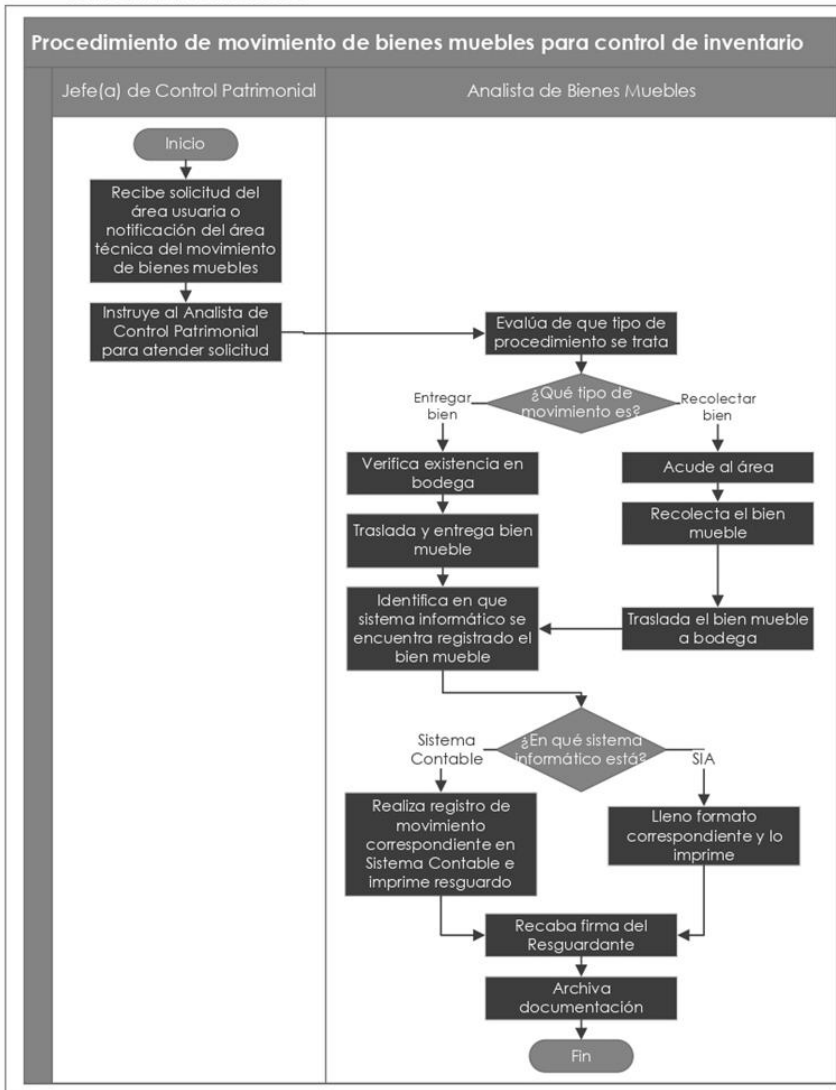 Procedimiento de movimiento de bienes muebles para control de inventario
Jefe(a) de Control Patrimonial
Analista de Bienes Muebles
Inicio
Recibe solicitud del
área usuaria o
notificación del área
técnica del movimiento
de bienes muebles
Instruye al Analista de
Control Patrimonial
para atender solicitud
Evalúa de que tipo de
procedimiento se trata
¿Qué tipo de
movimiento es?
Entregar
bien
Recolectar
bien
Verifica existencia en
bodega
Acude al área
Traslada y entrega bien
mueble
Recolecta el bien
mueble
Identifica en que
sistema informático se
encuentra registrado el
bien mueble
Traslada el bien mueble
a bodega
¿En qué sistema
informático está?
Sistema
Contable
SIA
Realiza registro de
movimiento
correspondiente en
Sistema Contable e
imprime resguardo
Lleno formato
correspondiente y lo
imprime
Recaba firma del
Resguardante
Archiva
documentación
Fin